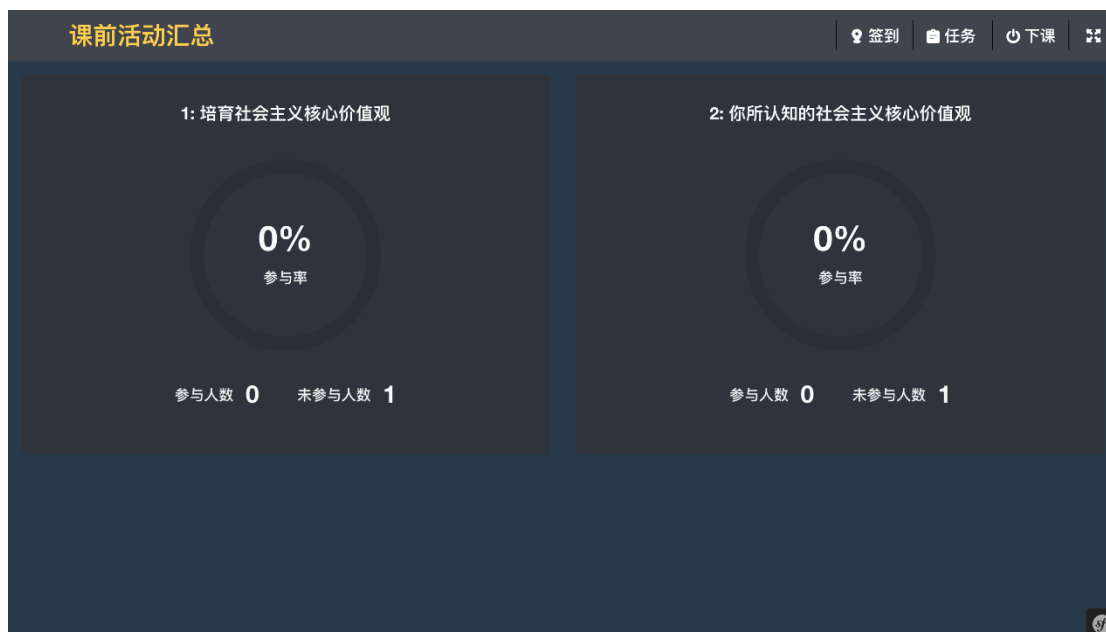 课前活动汇总
签到 任务 下课
1: 培育社会主义核心价值观
0%
参与率
参与人数 0 未参与人数 1
2: 你所认知的社会主义核心价值观
0%
参与率
参与人数 0 未参与人数 1
sf